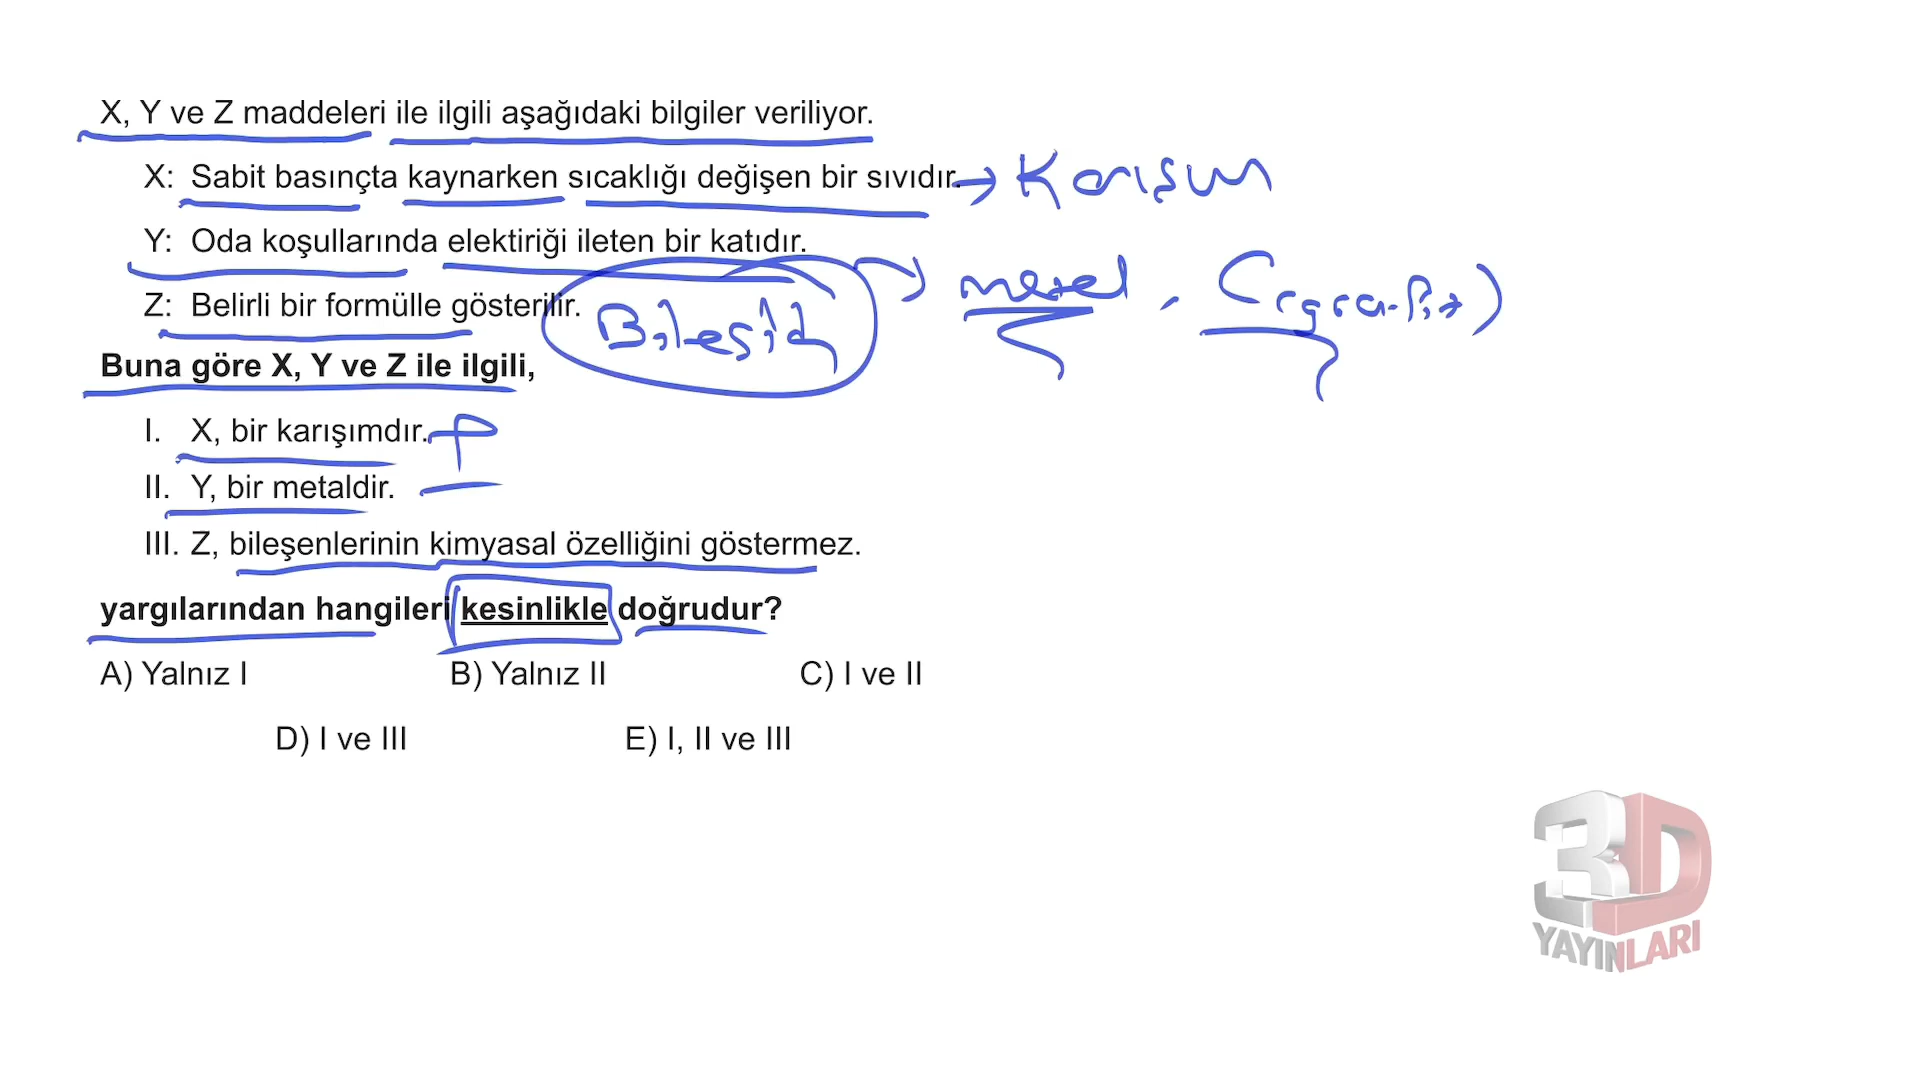 X, Y ve Z maddeleri ile ilgili aşağıdaki bilgiler veriliyor.
X: Sabit basınçta kaynarken sıcaklığı değişen bir sıvıdır. → Karışım
Y: Oda koşullarında elektiriği ileten bir katıdır.
metal, C(grafit)
Z: Belirli bir formülle gösterilir. Bileşik
Buna göre X, Y ve Z ile ilgili,
I. X, bir karışımdır. +
II. Y, bir metaldir. –
III. Z, bileşenlerinin kimyasal özelliğini göstermez.
yargılarından hangileri kesinlikle doğrudur?
A) Yalnız I B) Yalnız II C) I ve II
D) I ve III E) I, II ve III
3D
YAYINLARI